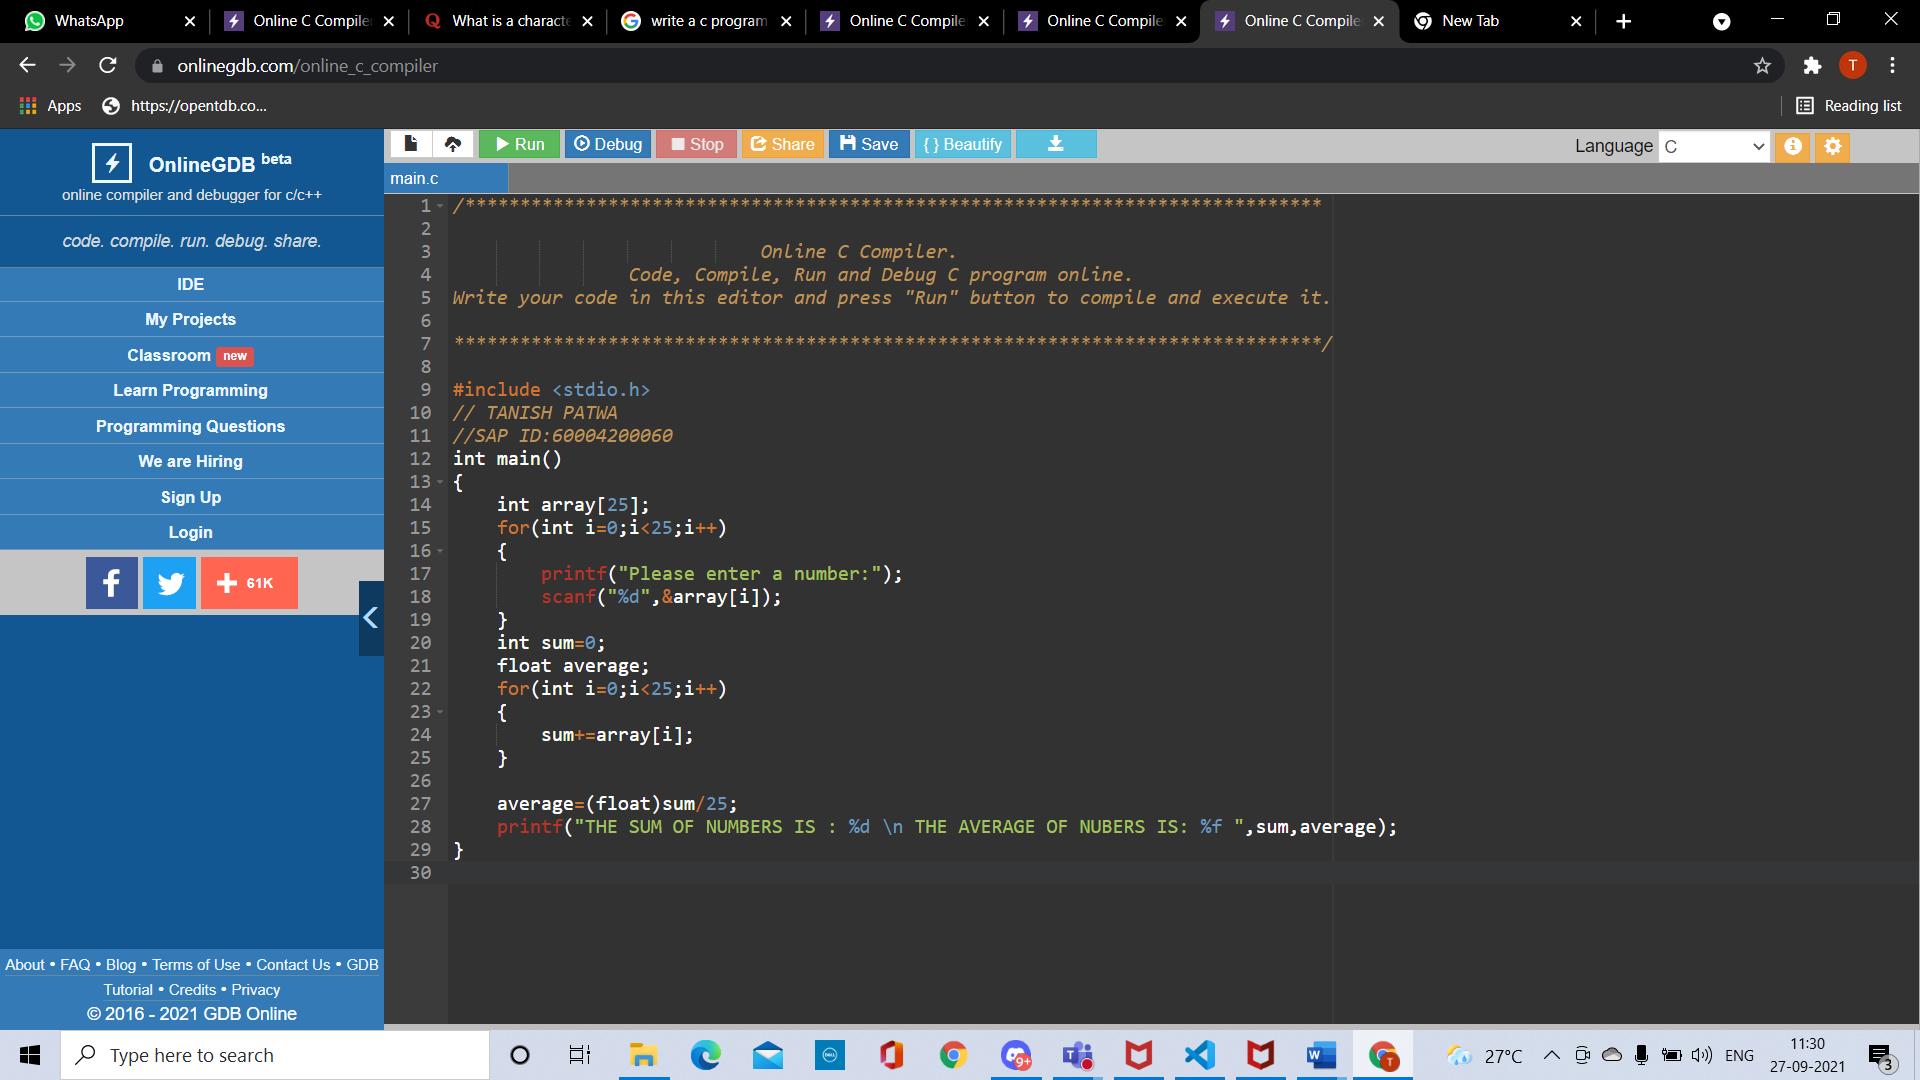 WhatsApp
Online C Compile
What is a characte
write a c program
Online C Compile
Online C Compile
Online C Compile
New Tab
onlinegdb.com/online_c_compiler
Apps
https://opentdb.co...
Reading list
OnlineGDB beta
online compiler and debugger for c/c++
code. compile. run. debug. share.
IDE
My Projects
Classroom new
Learn Programming
Programming Questions
We are Hiring
Sign Up
Login
61K
About • FAQ • Blog • Terms of Use • Contact Us • GDB
Tutorial • Credits • Privacy
© 2016 - 2021 GDB Online
Run
Debug
Stop
Share
Save
{ } Beautify
Language C
main.c
1 /******************************************************************************
2
3 Online C Compiler.
4 Code, Compile, Run and Debug C program online.
5 Write your code in this editor and press "Run" button to compile and execute it.
6
7 *******************************************************************************/
8
9 #include <stdio.h>
10 // TANISH PATWA
11 //SAP ID:60004200060
12 int main()
13 {
14 int array[25];
15 for(int i=0;i<25;i++)
16 {
17 printf("Please enter a number:");
18 scanf("%d",&array[i]);
19 }
20 int sum=0;
21 float average;
22 for(int i=0;i<25;i++)
23 {
24 sum+=array[i];
25 }
26
27 average=(float)sum/25;
28 printf("THE SUM OF NUMBERS IS : %d \n THE AVERAGE OF NUBERS IS: %f ",sum,average);
29 }
30
Type here to search
27°C
ENG
11:30
27-09-2021
3